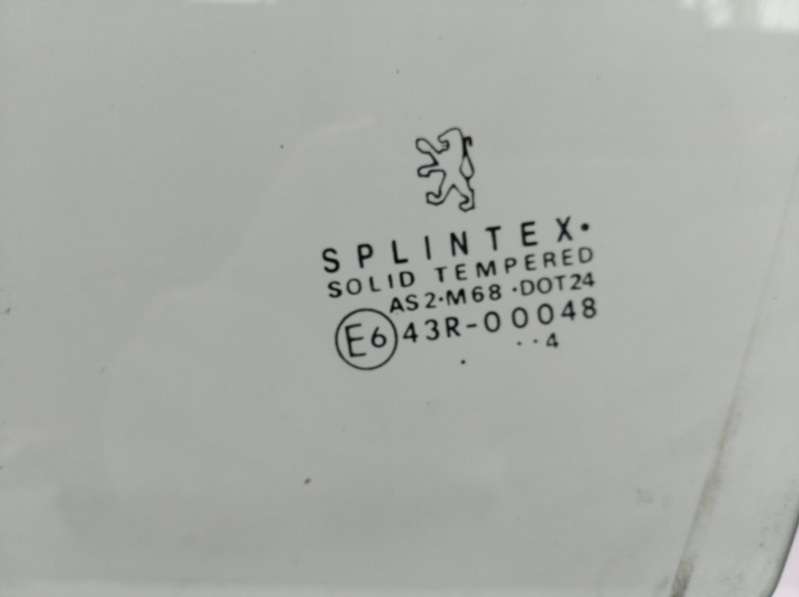 SPLINTEX·
SOLID TEMPERED
AS2·M68·DOT24
E6 43R-00048
··4